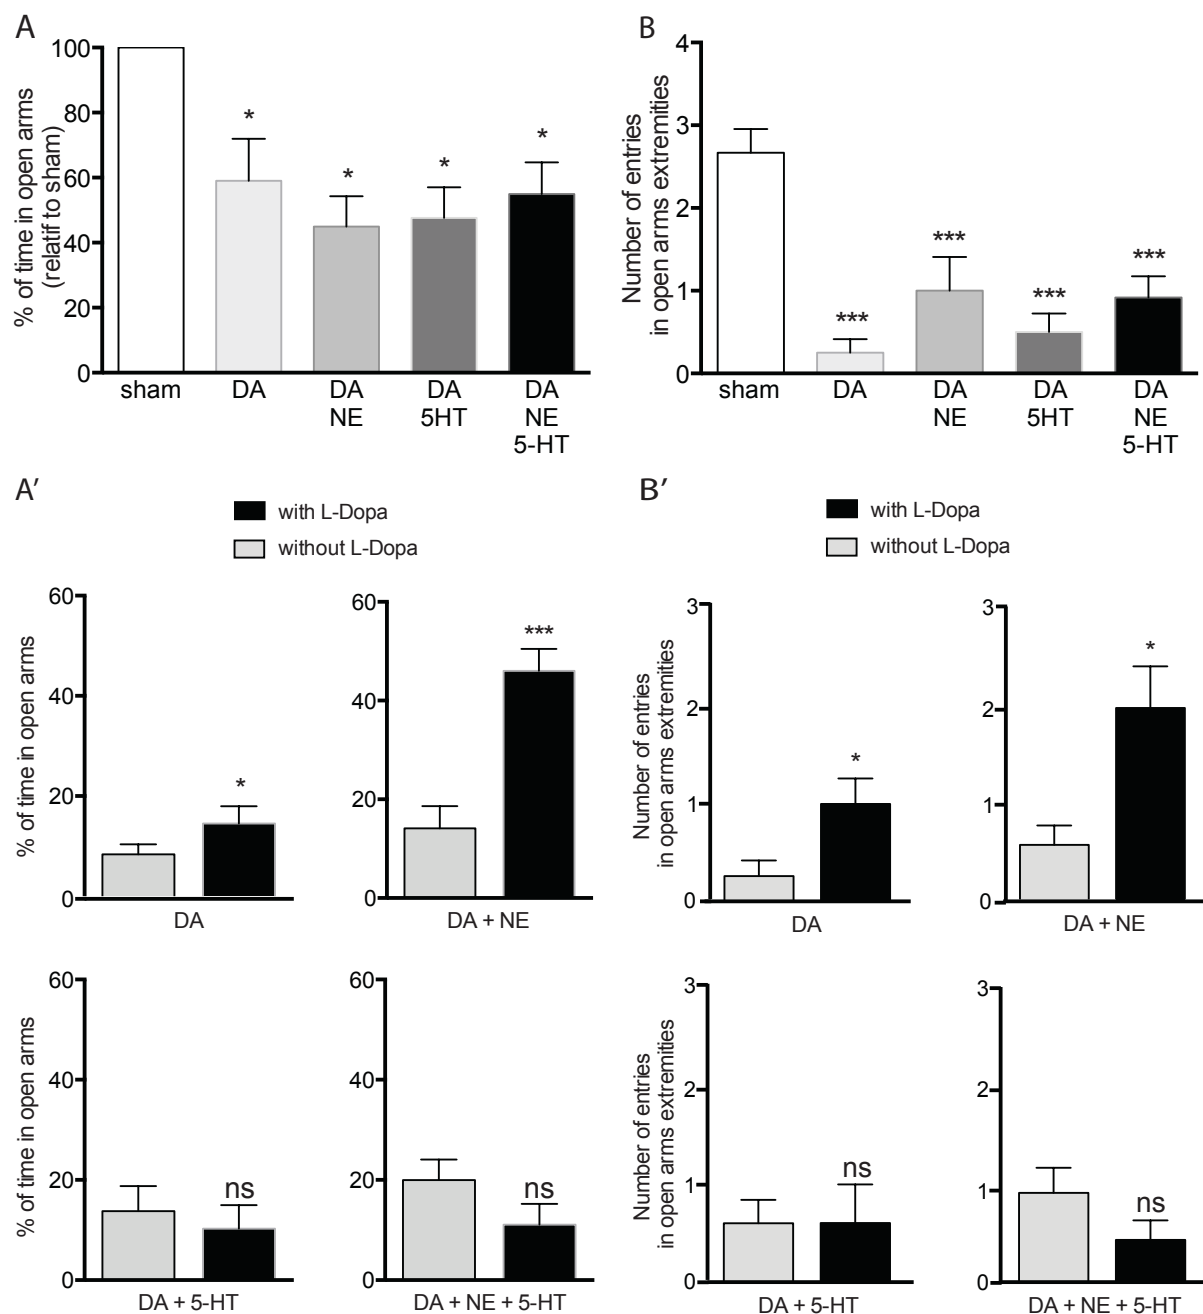 A
% of time in open arms
(relatif to sham)
100
80
60
40
20
0
*
*
*
*
sham
DA
DA
NE
DA
5HT
DA
NE
5-HT
B
Number of entries
in open arms extremities
4
3
2
1
0
***
***
***
***
sham
DA
DA
NE
DA
5HT
DA
NE
5-HT
A′
with L-Dopa
without L-Dopa
% of time in open arms
60
40
20
0
*
DA
60
40
20
0
***
DA + NE
% of time in open arms
60
40
20
0
ns
DA + 5-HT
60
40
20
0
ns
DA + NE + 5-HT
B′
with L-Dopa
without L-Dopa
Number of entries
in open arms extremities
3
2
1
0
*
DA
3
2
1
0
*
DA + NE
Number of entries
in open arms extremities
3
2
1
0
ns
DA + 5-HT
3
2
1
0
ns
DA + NE + 5-HT